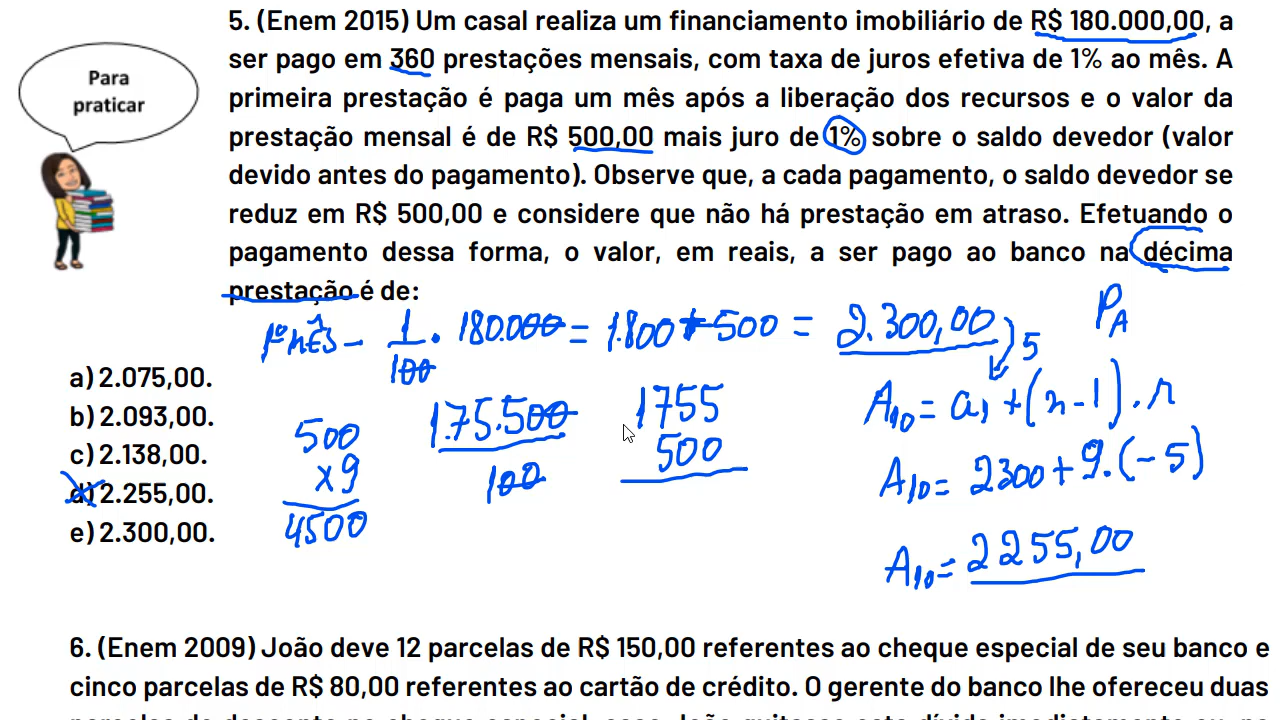 Para
praticar
5. (Enem 2015) Um casal realiza um financiamento imobiliário de R$ 180.000,00, a
ser pago em 360 prestações mensais, com taxa de juros efetiva de 1% ao mês. A
primeira prestação é paga um mês após a liberação dos recursos e o valor da
prestação mensal é de R$ 500,00 mais juro de 1% sobre o saldo devedor (valor
devido antes do pagamento). Observe que, a cada pagamento, o saldo devedor se
reduz em R$ 500,00 e considere que não há prestação em atraso. Efetuando o
pagamento dessa forma, o valor, em reais, a ser pago ao banco na décima
prestação é de:
1º MÊS - 1/100 . 180.000 = 1.800 + 500 = 2.300,00
5
PA
a) 2.075,00.
b) 2.093,00.
c) 2.138,00.
d) 2.255,00.
e) 2.300,00.
500
x9
4500
175.500
100
1755
500
A10 = a1 + (n-1) . r
A10 = 2300 + 9.(-5)
A10 = 2255,00
6. (Enem 2009) João deve 12 parcelas de R$ 150,00 referentes ao cheque especial de seu banco e
cinco parcelas de R$ 80,00 referentes ao cartão de crédito. O gerente do banco lhe ofereceu duas